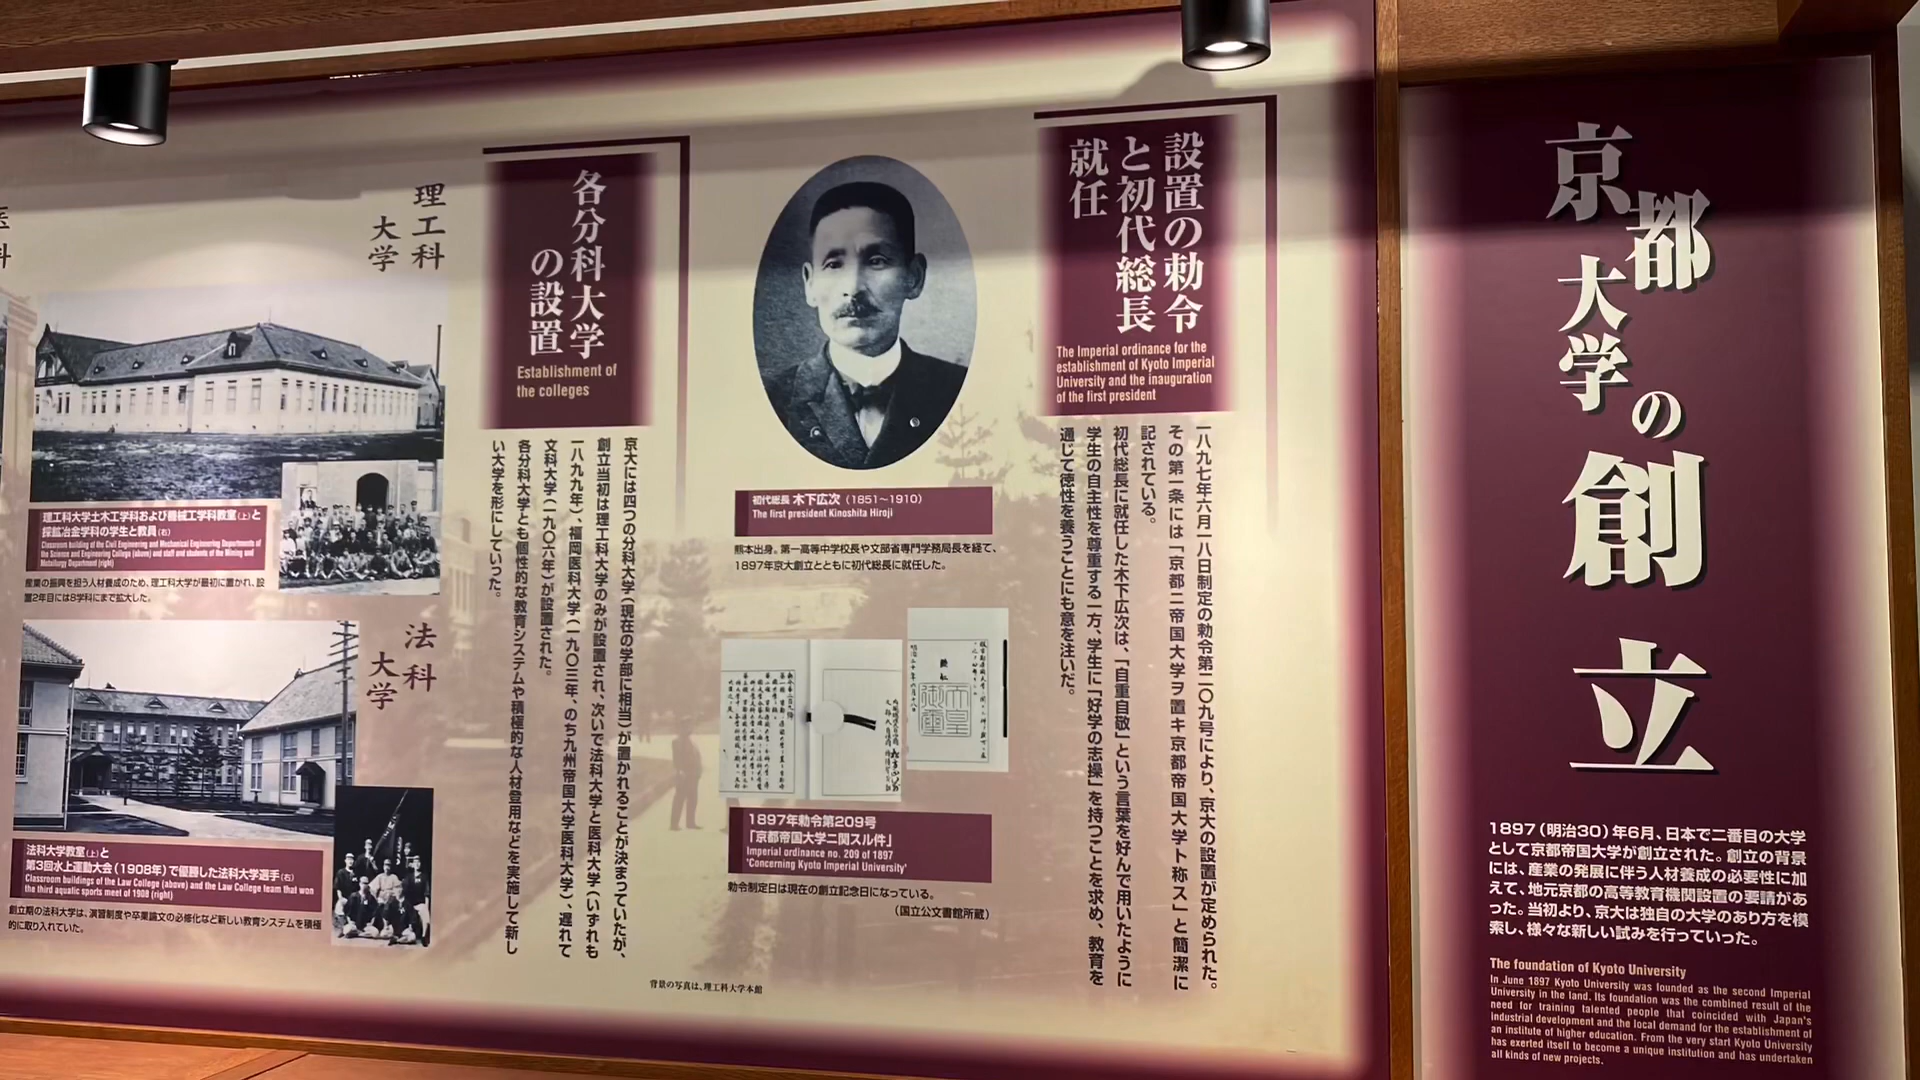 京都大学の創立
1897（明治30）年6月、日本で二番目の大学
として京都帝国大学が創立された。創立の背景
には、産業の発展に伴う人材養成の必要性に加
えて、地元京都の高等教育機関設置の要請があ
った。当初より、京大は独自の大学のあり方を模
索し、様々な新しい試みを行っていった。
The foundation of Kyoto University
In June 1897 Kyoto University was founded as the second Imperial
University in the land. Its foundation was the combined result of the
need for training talented people that coincided with Japan's
industrial development and the local demand for the establishment of
an institute of higher education. From the very start Kyoto University
has exerted itself to become a unique institution and has undertaken
all kinds of new projects.
設置の勅令
と初代総長
就任
The Imperial ordinance for the
establishment of Kyoto Imperial
University and the inauguration
of the first president
一八九七年六月一八日制定の勅令第二〇九号により、京大の設置が定められた。
その第一条には「京都ニ帝国大学ヲ置キ京都帝国大学ト称ス」と簡潔に
記されている。
初代総長に就任した木下広次は、「自重自敬」という言葉を好んで用いたように
学生の自主性を尊重する一方、学生に「好学の志操」を持つことを求め、教育を
通じて徳性を養うことにも意を注いだ。
初代総長 木下広次（1851～1910）
The first president Kinoshita Hiroji
熊本出身。第一高等中学校長や文部省専門学務局長を経て、
1897年京大創立とともに初代総長に就任した。
1897年勅令第209号
「京都帝国大学ニ関スル件」
Imperial ordinance no. 209 of 1897
'Concerning Kyoto Imperial University'
勅令制定日は現在の創立記念日になっている。
（国立公文書館所蔵）
各分科大学
の設置
Establishment of
the colleges
京大には四つの分科大学（現在の学部に相当）が置かれることが決まっていたが、
創立当初は理工科大学のみが設置され、次いで法科大学と医科大学（いずれも
一八九九年）、福岡医科大学（一九〇三年、のち九州帝国大学医科大学）、遅れて
文科大学（一九〇六年）が設置された。
各分科大学とも個性的な教育システムや積極的な人材登用などを実施して新し
い大学を形にしていった。
背景の写真は、理工科大学本館
理工科
大学
理工科大学土木工学科および機械工学科教室（上）と
採鉱冶金学科の学生と教員（右）
Classroom building of the Civil Engineering and Mechanical Engineering Departments of
the Science and Engineering College (above) and staff and students of the Mining and
Metallurgy Department (right)
産業の振興を担う人材養成のため、理工科大学が最初に置かれ、設
置2年目には8学科にまで拡大した。
法科
大学
法科大学教室（上）と
第3回水上運動大会（1908年）で優勝した法科大学選手（右）
Classroom buildings of the Law College (above) and the Law College team that won
the third aquatic sports meet of 1908 (right)
創立期の法科大学は、演習制度や卒業論文の必修化など新しい教育システムを積極
的に取り入れていた。